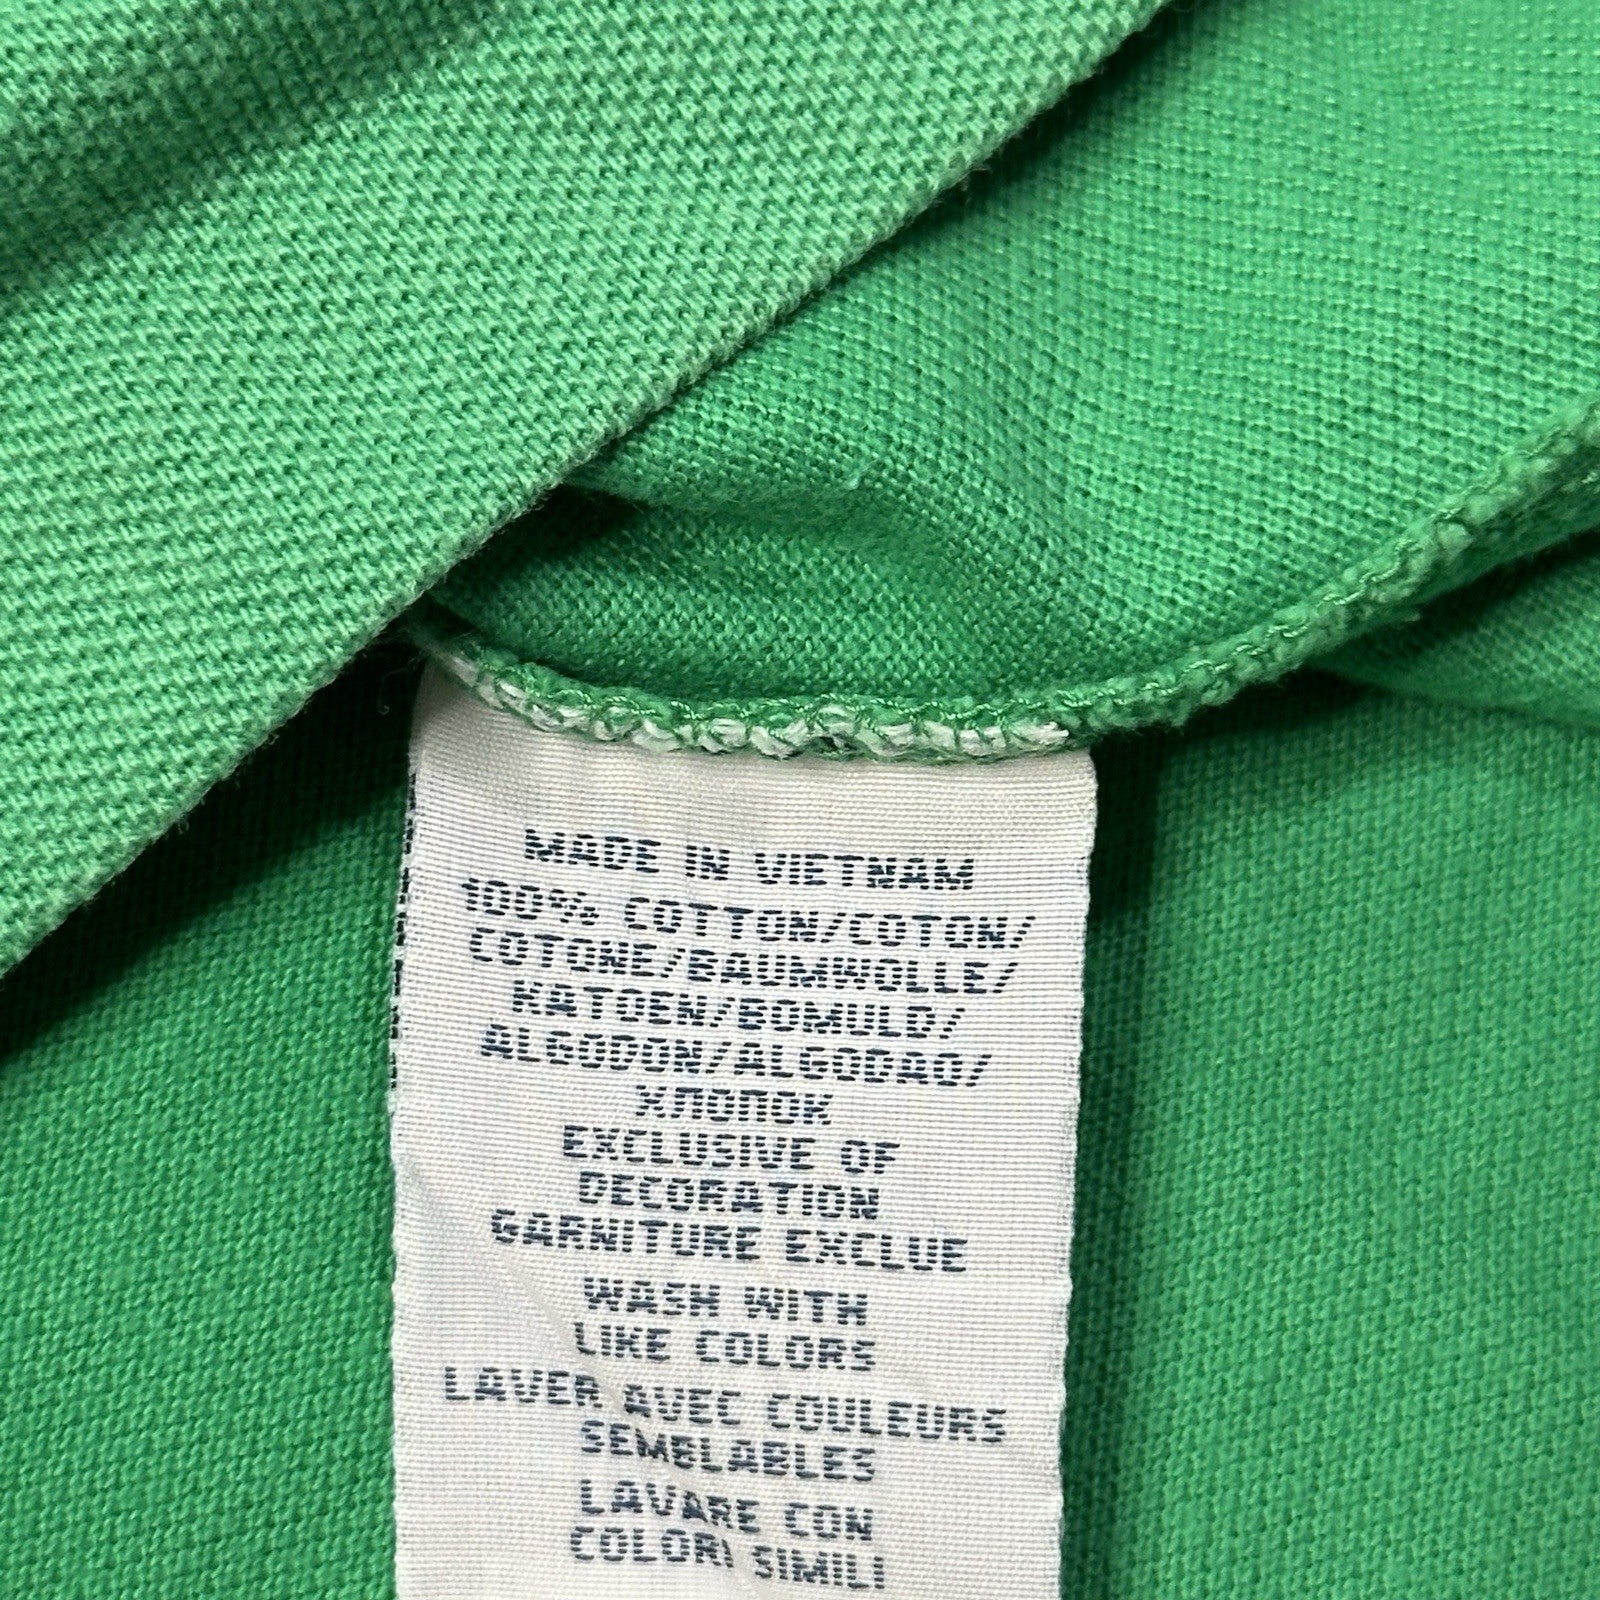 MADE IN VIETNAM
100% COTTON/COTON/
COTONE/BAUMWOLLE/
KATOEN/BOMULD/
ALGODON/ALGODAO/
ХЛОПОК
EXCLUSIVE OF
DECORATION
GARNITURE EXCLUE
WASH WITH
LIKE COLORS
LAVER AVEC COULEURS
SEMBLABLES
LAVARE CON
COLORI SIMILI